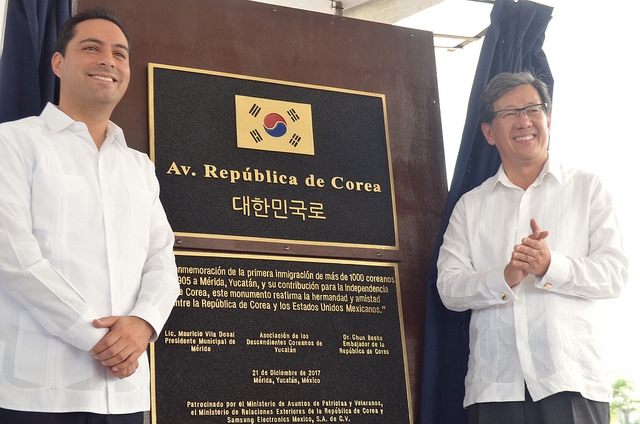 Av. República de Corea
대한민국로
nmemoración de la primera inmigración de más de 1000 coreanos
905 a Mérida, Yucatán, y su contribución para la Independencia
e Corea, este monumento reafirma la hermandad y amistad
ntre la República de Corea y los Estados Unidos Mexicanos."
Lic. Mauricio Vila Dosal
Presidente Municipal de
Mérida
Asociación de los
Descendientes Coreanos de
Yucatán
Dr. Chun Beeho
Embajador de la
República de Corea
21 de Diciembre de 2017
Mérida, Yucatán, México
Patrocinado por el Ministerio de Asuntos de Patriotas y Veteranos,
el Ministerio de Relaciones Exteriores de la República de Corea y
Samsung Electronics Mexico, S.A. de C.V.